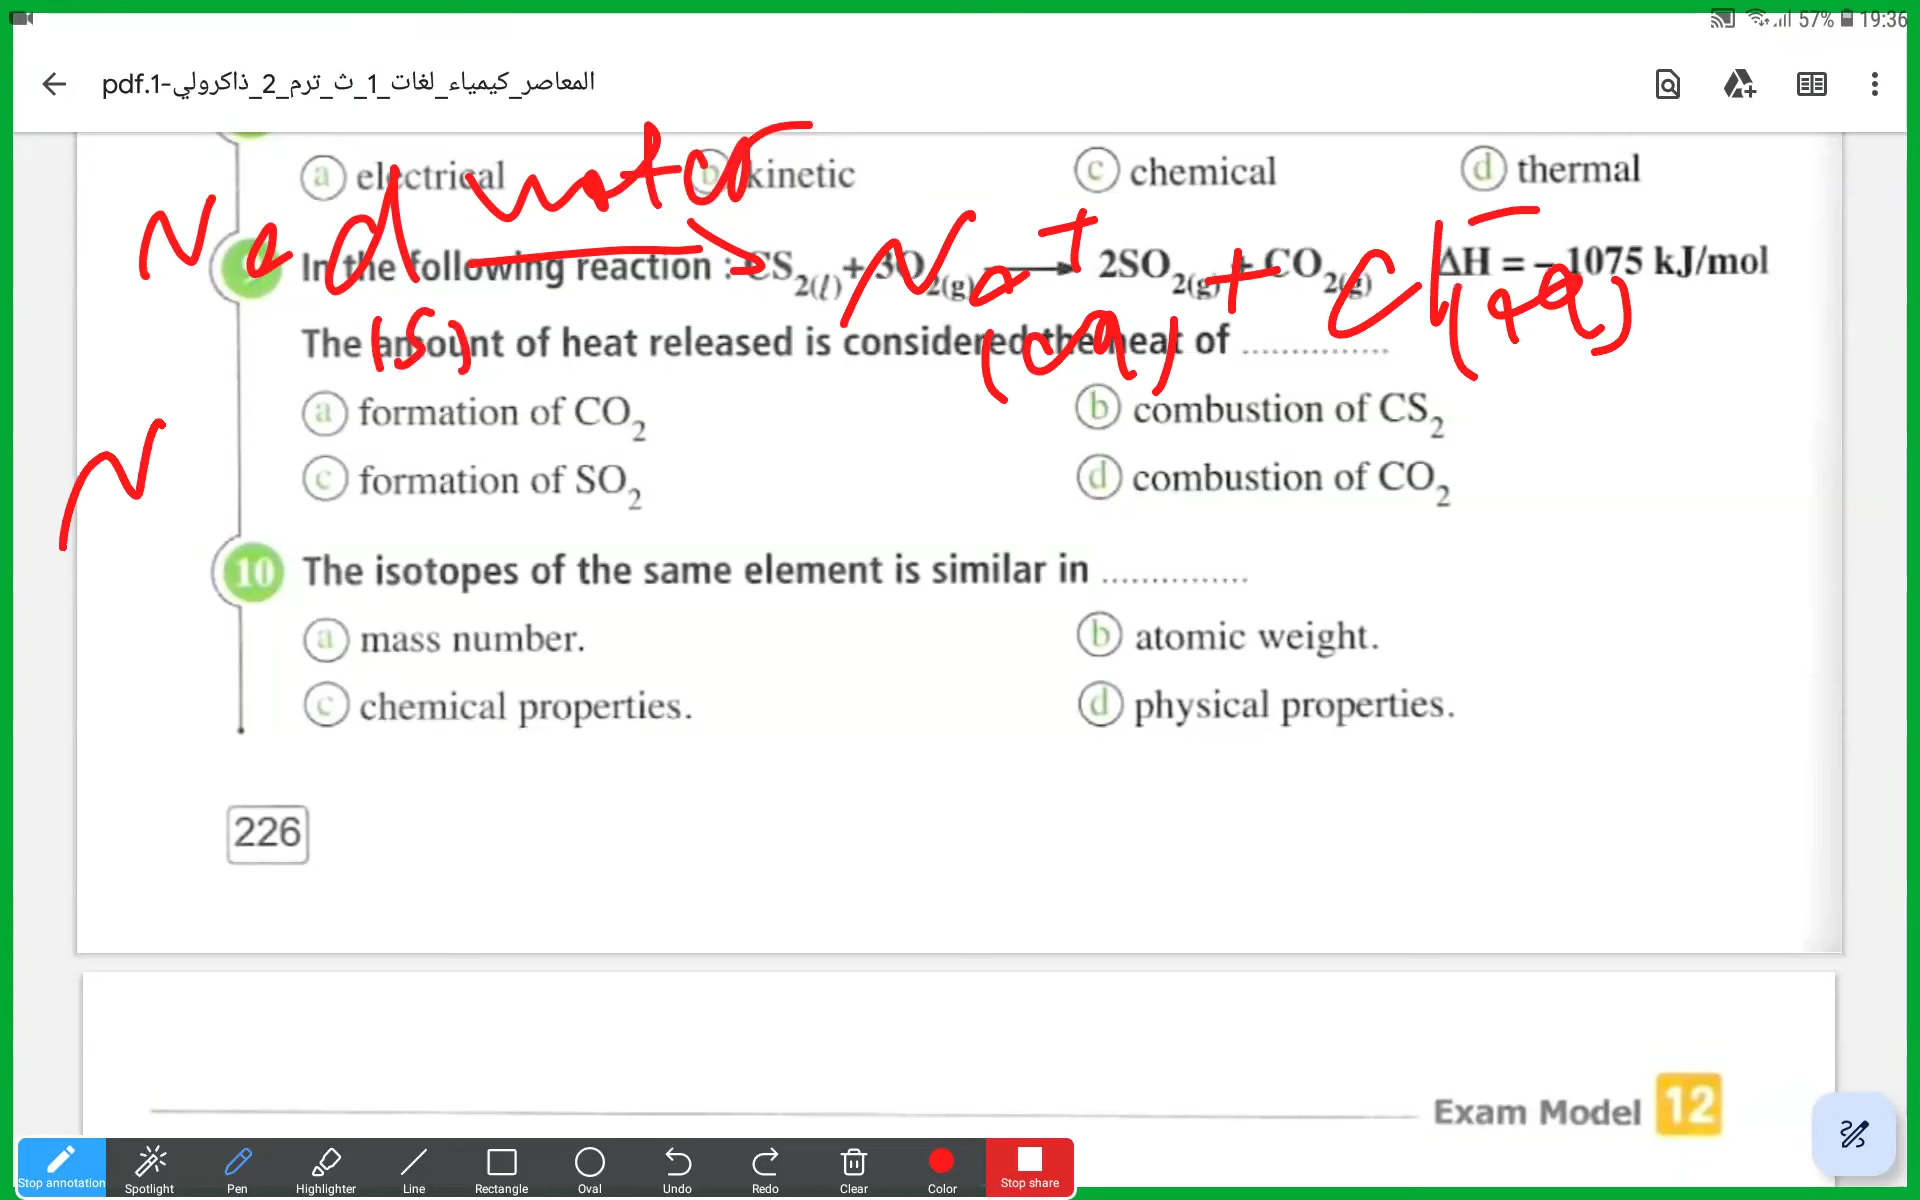 57% 19:36
المعاصر_كيمياء_لغات_1_ث_ترم_2_ذاكرولي-1.pdf
a electrical b kinetic c chemical d thermal
water
Na Cl (s) Na+ (aq) + Cl- (aq)
In the following reaction : CS2(l) + 3O2(g) → 2SO2(g) + CO2(g) ΔH = – 1075 kJ/mol
The amount of heat released is considered the heat of ...............
a formation of CO2 b combustion of CS2
c formation of SO2 d combustion of CO2
N
10 The isotopes of the same element is similar in ...............
a mass number. b atomic weight.
c chemical properties. d physical properties.
226
Exam Model 12
Stop annotation Spotlight Pen Highlighter Line Rectangle Oval Undo Redo Clear Color Stop share